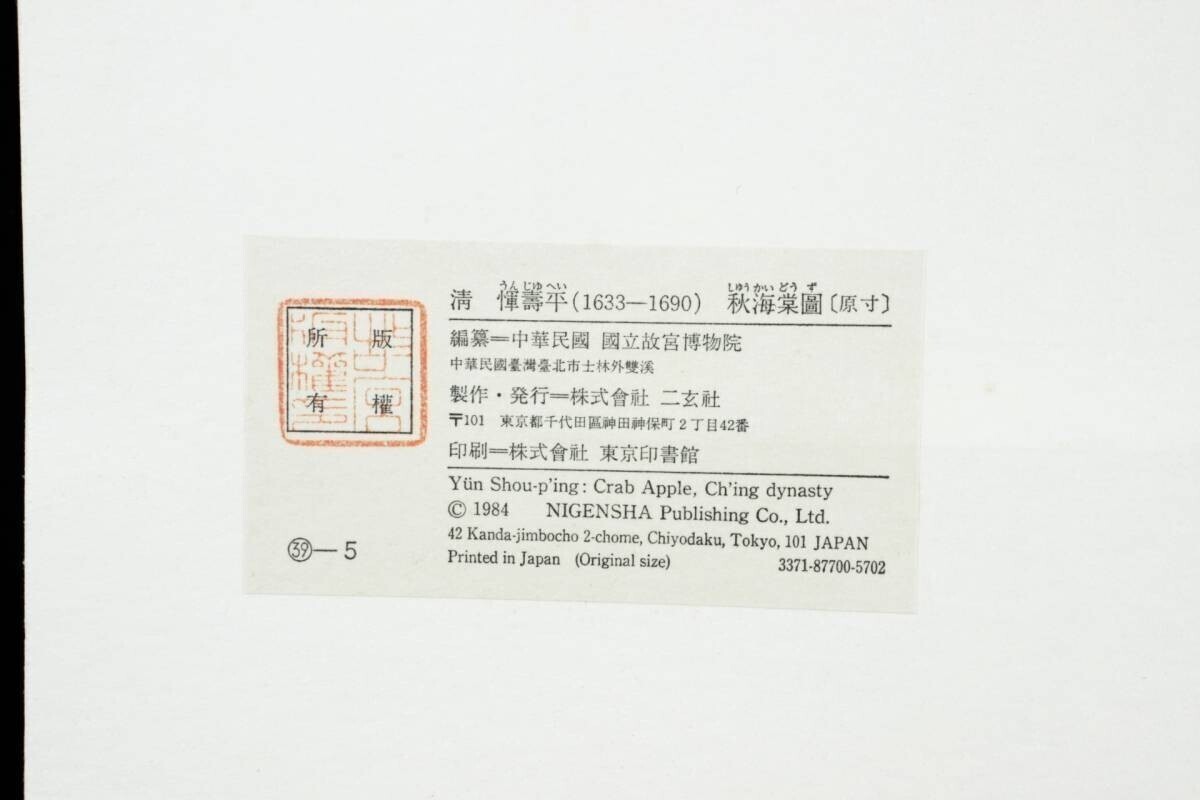 清 惲壽平(1633—1690) 秋海棠圖〔原寸〕
うんじゆへい しゆうかいどうず
編纂＝中華民國 國立故宮博物院
中華民國臺灣臺北市士林外雙溪
製作・発行＝株式會社 二玄社
〒101 東京都千代田區神田神保町2丁目42番
印刷＝株式會社 東京印書館
Yün Shou-p'ing: Crab Apple, Ch'ing dynasty
© 1984 NIGENSHA Publishing Co., Ltd.
42 Kanda-jimbocho 2-chome, Chiyodaku, Tokyo, 101 JAPAN
Printed in Japan (Original size) 3371-87700-5702
版權
所有
㊴—5